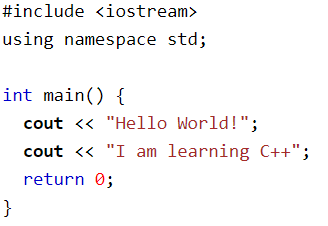 #include <iostream>
using namespace std;

int main() {
  cout << "Hello World!";
  cout << "I am learning C++";
  return 0;
}